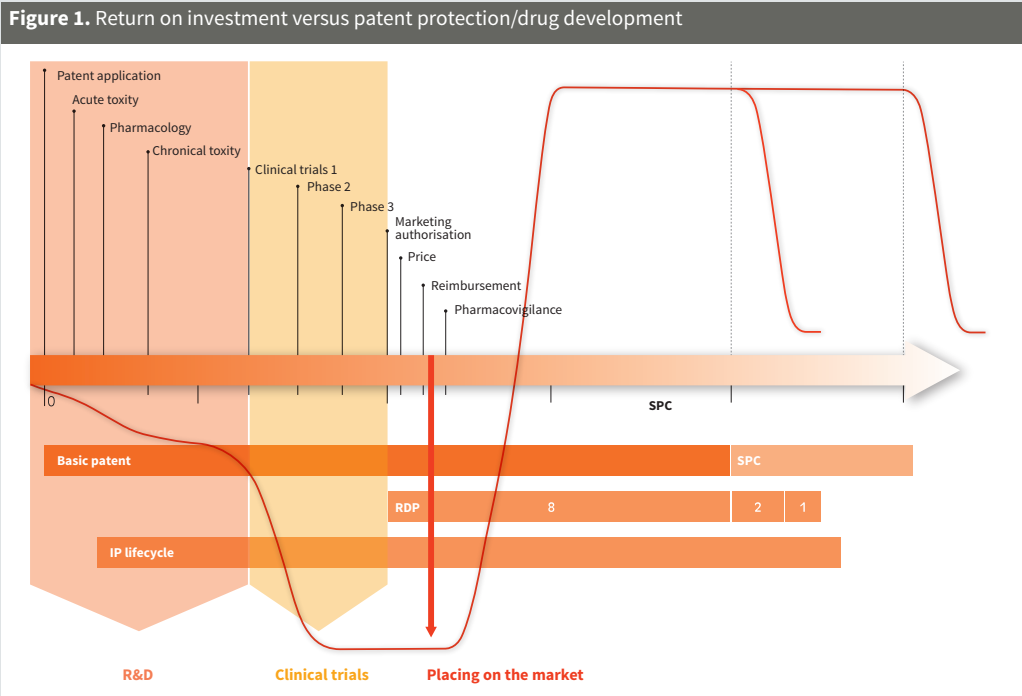 Figure 1. Return on investment versus patent protection/drug development
Patent application
Acute toxity
Pharmacology
Chronical toxity
Clinical trials 1
Phase 2
Phase 3
Marketing
authorisation
Price
Reimbursement
Pharmacovigilance
0
SPC
Basic patent
SPC
RDP
8
2
1
IP lifecycle
R&D
Clinical trials
Placing on the market